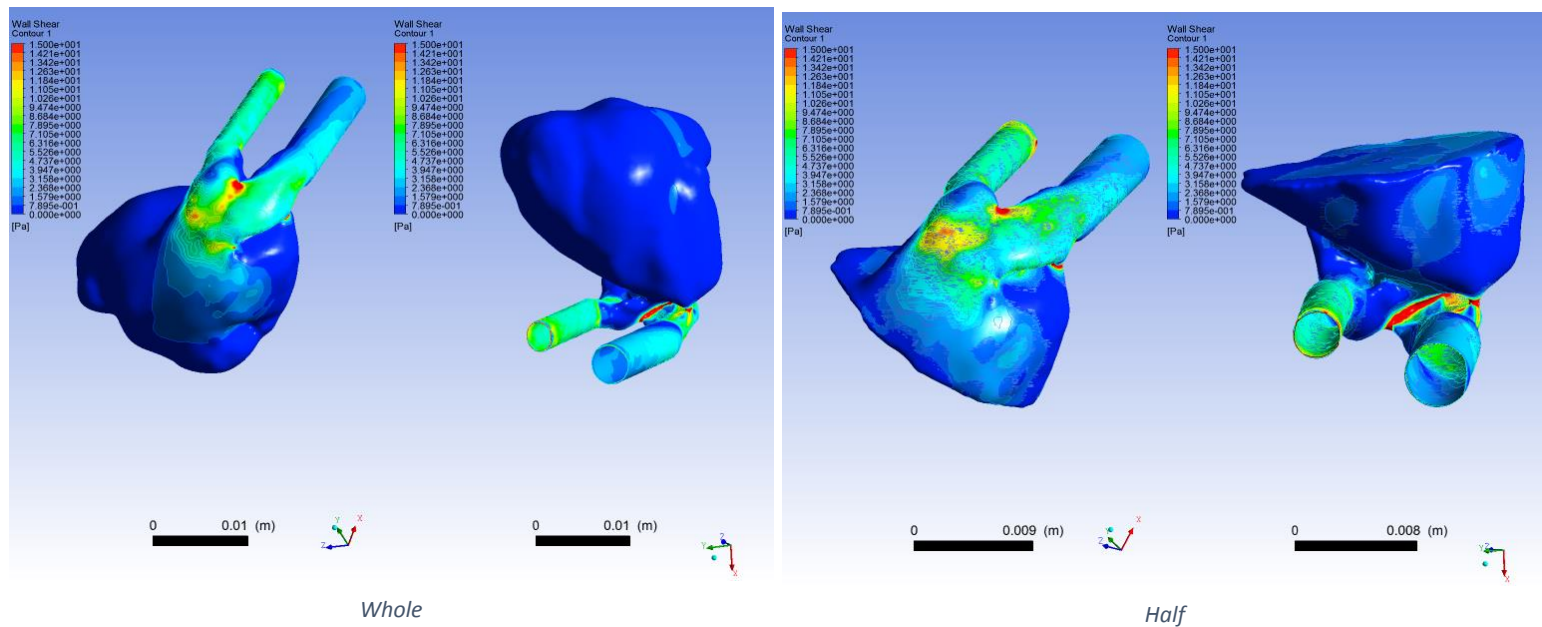 Wall Shear
Contour 1
1.500e+001
1.421e+001
1.342e+001
1.263e+001
1.184e+001
1.105e+001
1.026e+001
9.474e+000
8.684e+000
7.895e+000
7.105e+000
6.316e+000
5.526e+000
4.737e+000
3.947e+000
3.158e+000
2.368e+000
1.579e+000
7.895e-001
0.000e+000
[Pa]
0 0.01 (m)
Y X
Z
Wall Shear
Contour 1
1.500e+001
1.421e+001
1.342e+001
1.263e+001
1.184e+001
1.105e+001
1.026e+001
9.474e+000
8.684e+000
7.895e+000
7.105e+000
6.316e+000
5.526e+000
4.737e+000
3.947e+000
3.158e+000
2.368e+000
1.579e+000
7.895e-001
0.000e+000
[Pa]
0 0.01 (m)
Z
Y
X
Whole
Wall Shear
Contour 1
1.500e+001
1.421e+001
1.342e+001
1.263e+001
1.184e+001
1.105e+001
1.026e+001
9.474e+000
8.684e+000
7.895e+000
7.105e+000
6.316e+000
5.526e+000
4.737e+000
3.947e+000
3.158e+000
2.368e+000
1.579e+000
7.895e-001
0.000e+000
[Pa]
0 0.009 (m)
Y X
Z
Wall Shear
Contour 1
1.500e+001
1.421e+001
1.342e+001
1.263e+001
1.184e+001
1.105e+001
1.026e+001
9.474e+000
8.684e+000
7.895e+000
7.105e+000
6.316e+000
5.526e+000
4.737e+000
3.947e+000
3.158e+000
2.368e+000
1.579e+000
7.895e-001
0.000e+000
[Pa]
0 0.008 (m)
Y Z
X
Half